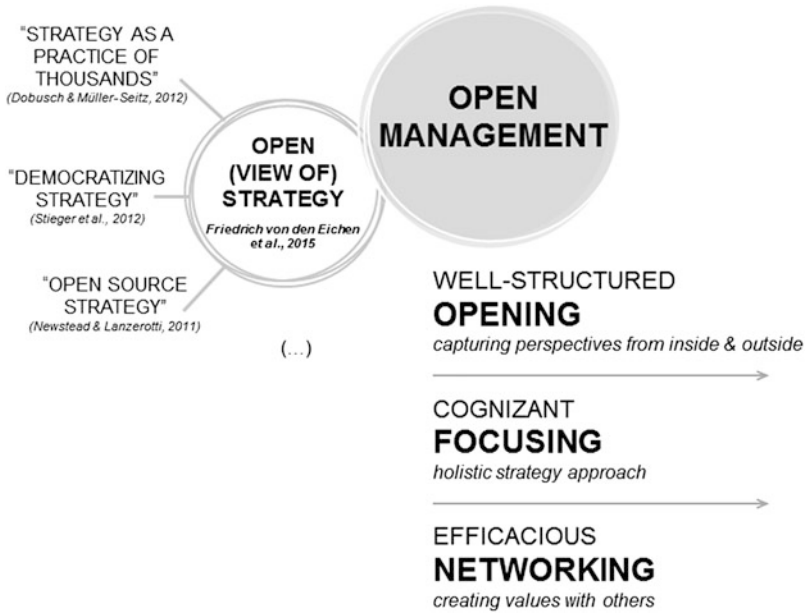 "STRATEGY AS A
PRACTICE OF
THOUSANDS"
(Dobusch & Müller-Seitz, 2012)
"DEMOCRATIZING
STRATEGY"
(Stieger et al., 2012)
"OPEN SOURCE
STRATEGY"
(Newstead & Lanzerotti, 2011)
OPEN
(VIEW OF)
STRATEGY
Friedrich von den Eichen
et al., 2015
(...)
OPEN
MANAGEMENT
WELL-STRUCTURED
OPENING
capturing perspectives from inside & outside
COGNIZANT
FOCUSING
holistic strategy approach
EFFICACIOUS
NETWORKING
creating values with others